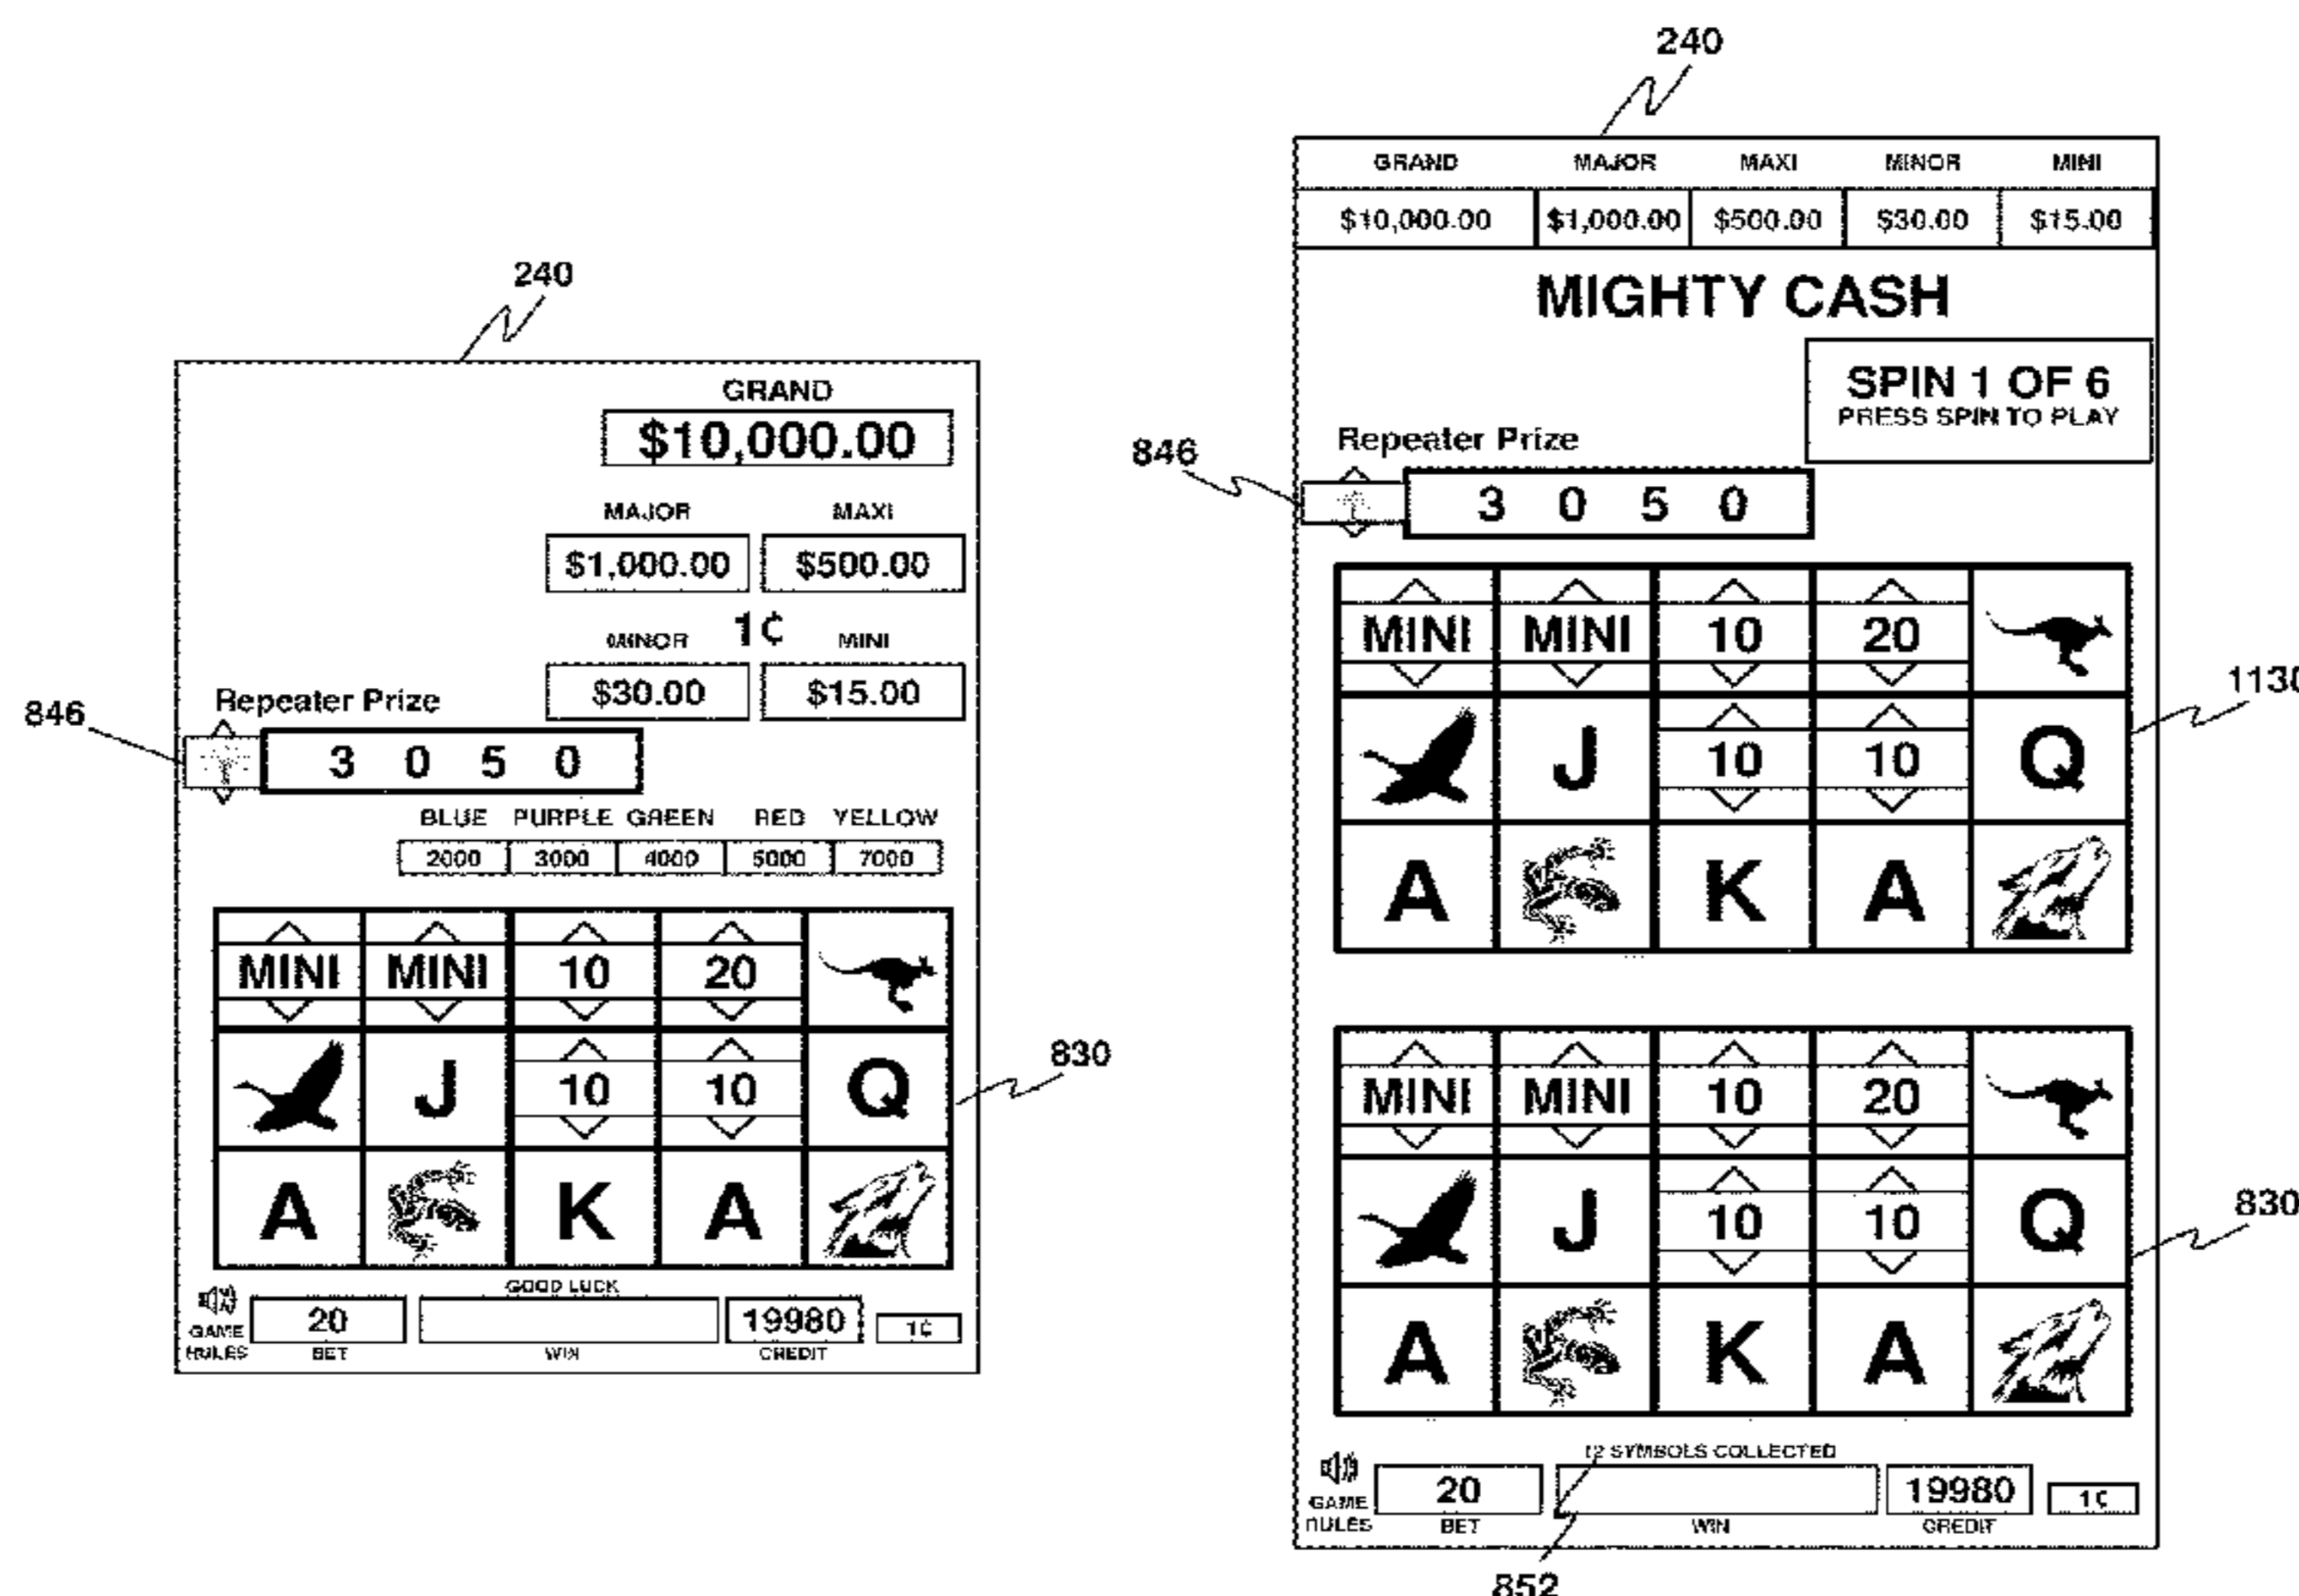 240
GRAND
$10,000.00
MAJOR MAXI
$1,000.00 $500.00
1¢
MINOR MINI
$30.00 $15.00
Repeater Prize
846
3 0 5 0
BLUE PURPLE GREEN RED YELLOW
2000 3000 4000 5000 7000
MINI MINI 10 20
J 10 10 Q
830
A K A
GOOD LUCK
20 19980 1¢
GAME RULES BET WIN CREDIT
240
GRAND MAJOR MAXI MINOR MINI
$10,000.00 $1,000.00 $500.00 $30.00 $15.00
MIGHTY CASH
SPIN 1 OF 6
PRESS SPIN TO PLAY
Repeater Prize
846
3 0 5 0
MINI MINI 10 20
1130
J 10 10 Q
A K A
MINI MINI 10 20
J 10 10 Q
830
A K A
12 SYMBOLS COLLECTED
20 19980 1¢
GAME RULES BET WIN CREDIT
852